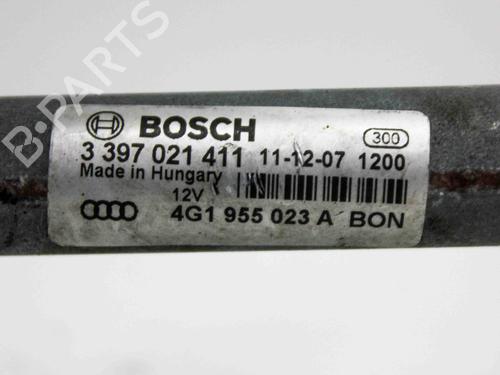 BOSCH
300
3 397 021 411 11-12-07 1200
Made in Hungary
12V
4G1 955 023 A BON
B-PARTS